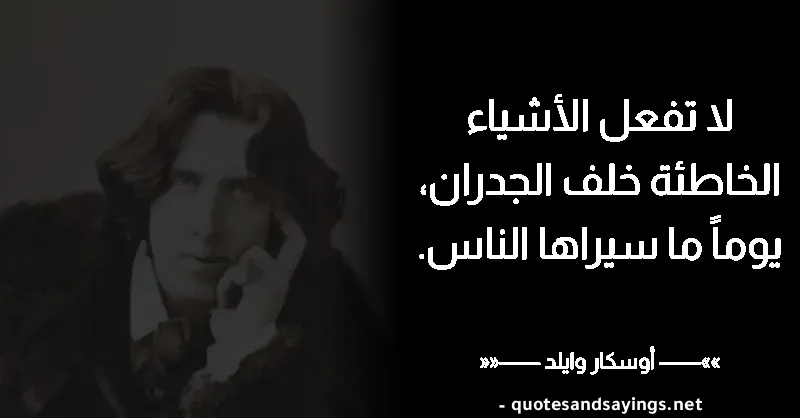 لا تفعل الأشياء
الخاطئة خلف الجدران،
يوماً ما سيراها الناس.
»»—— أوسكار وايلد ——««
- quotesandsayings.net